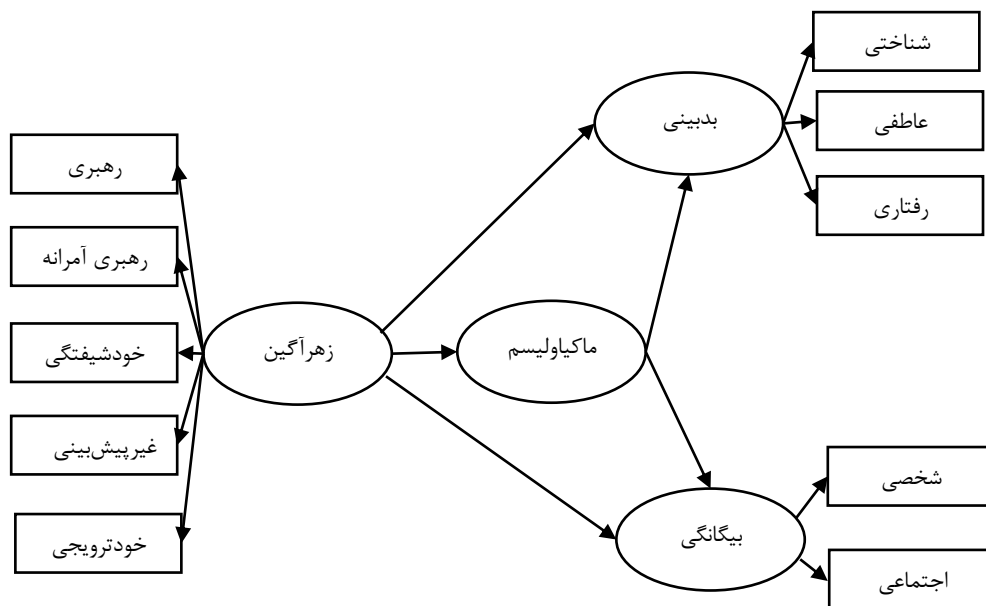 شناختی
عاطفی
رفتاری
بدبینی
رهبری
رهبری آمرانه
خودشیفتگی
غیرپیش‌بینی
خودترویجی
زهرآگین
ماکیاولیسم
بیگانگی
شخصی
اجتماعی